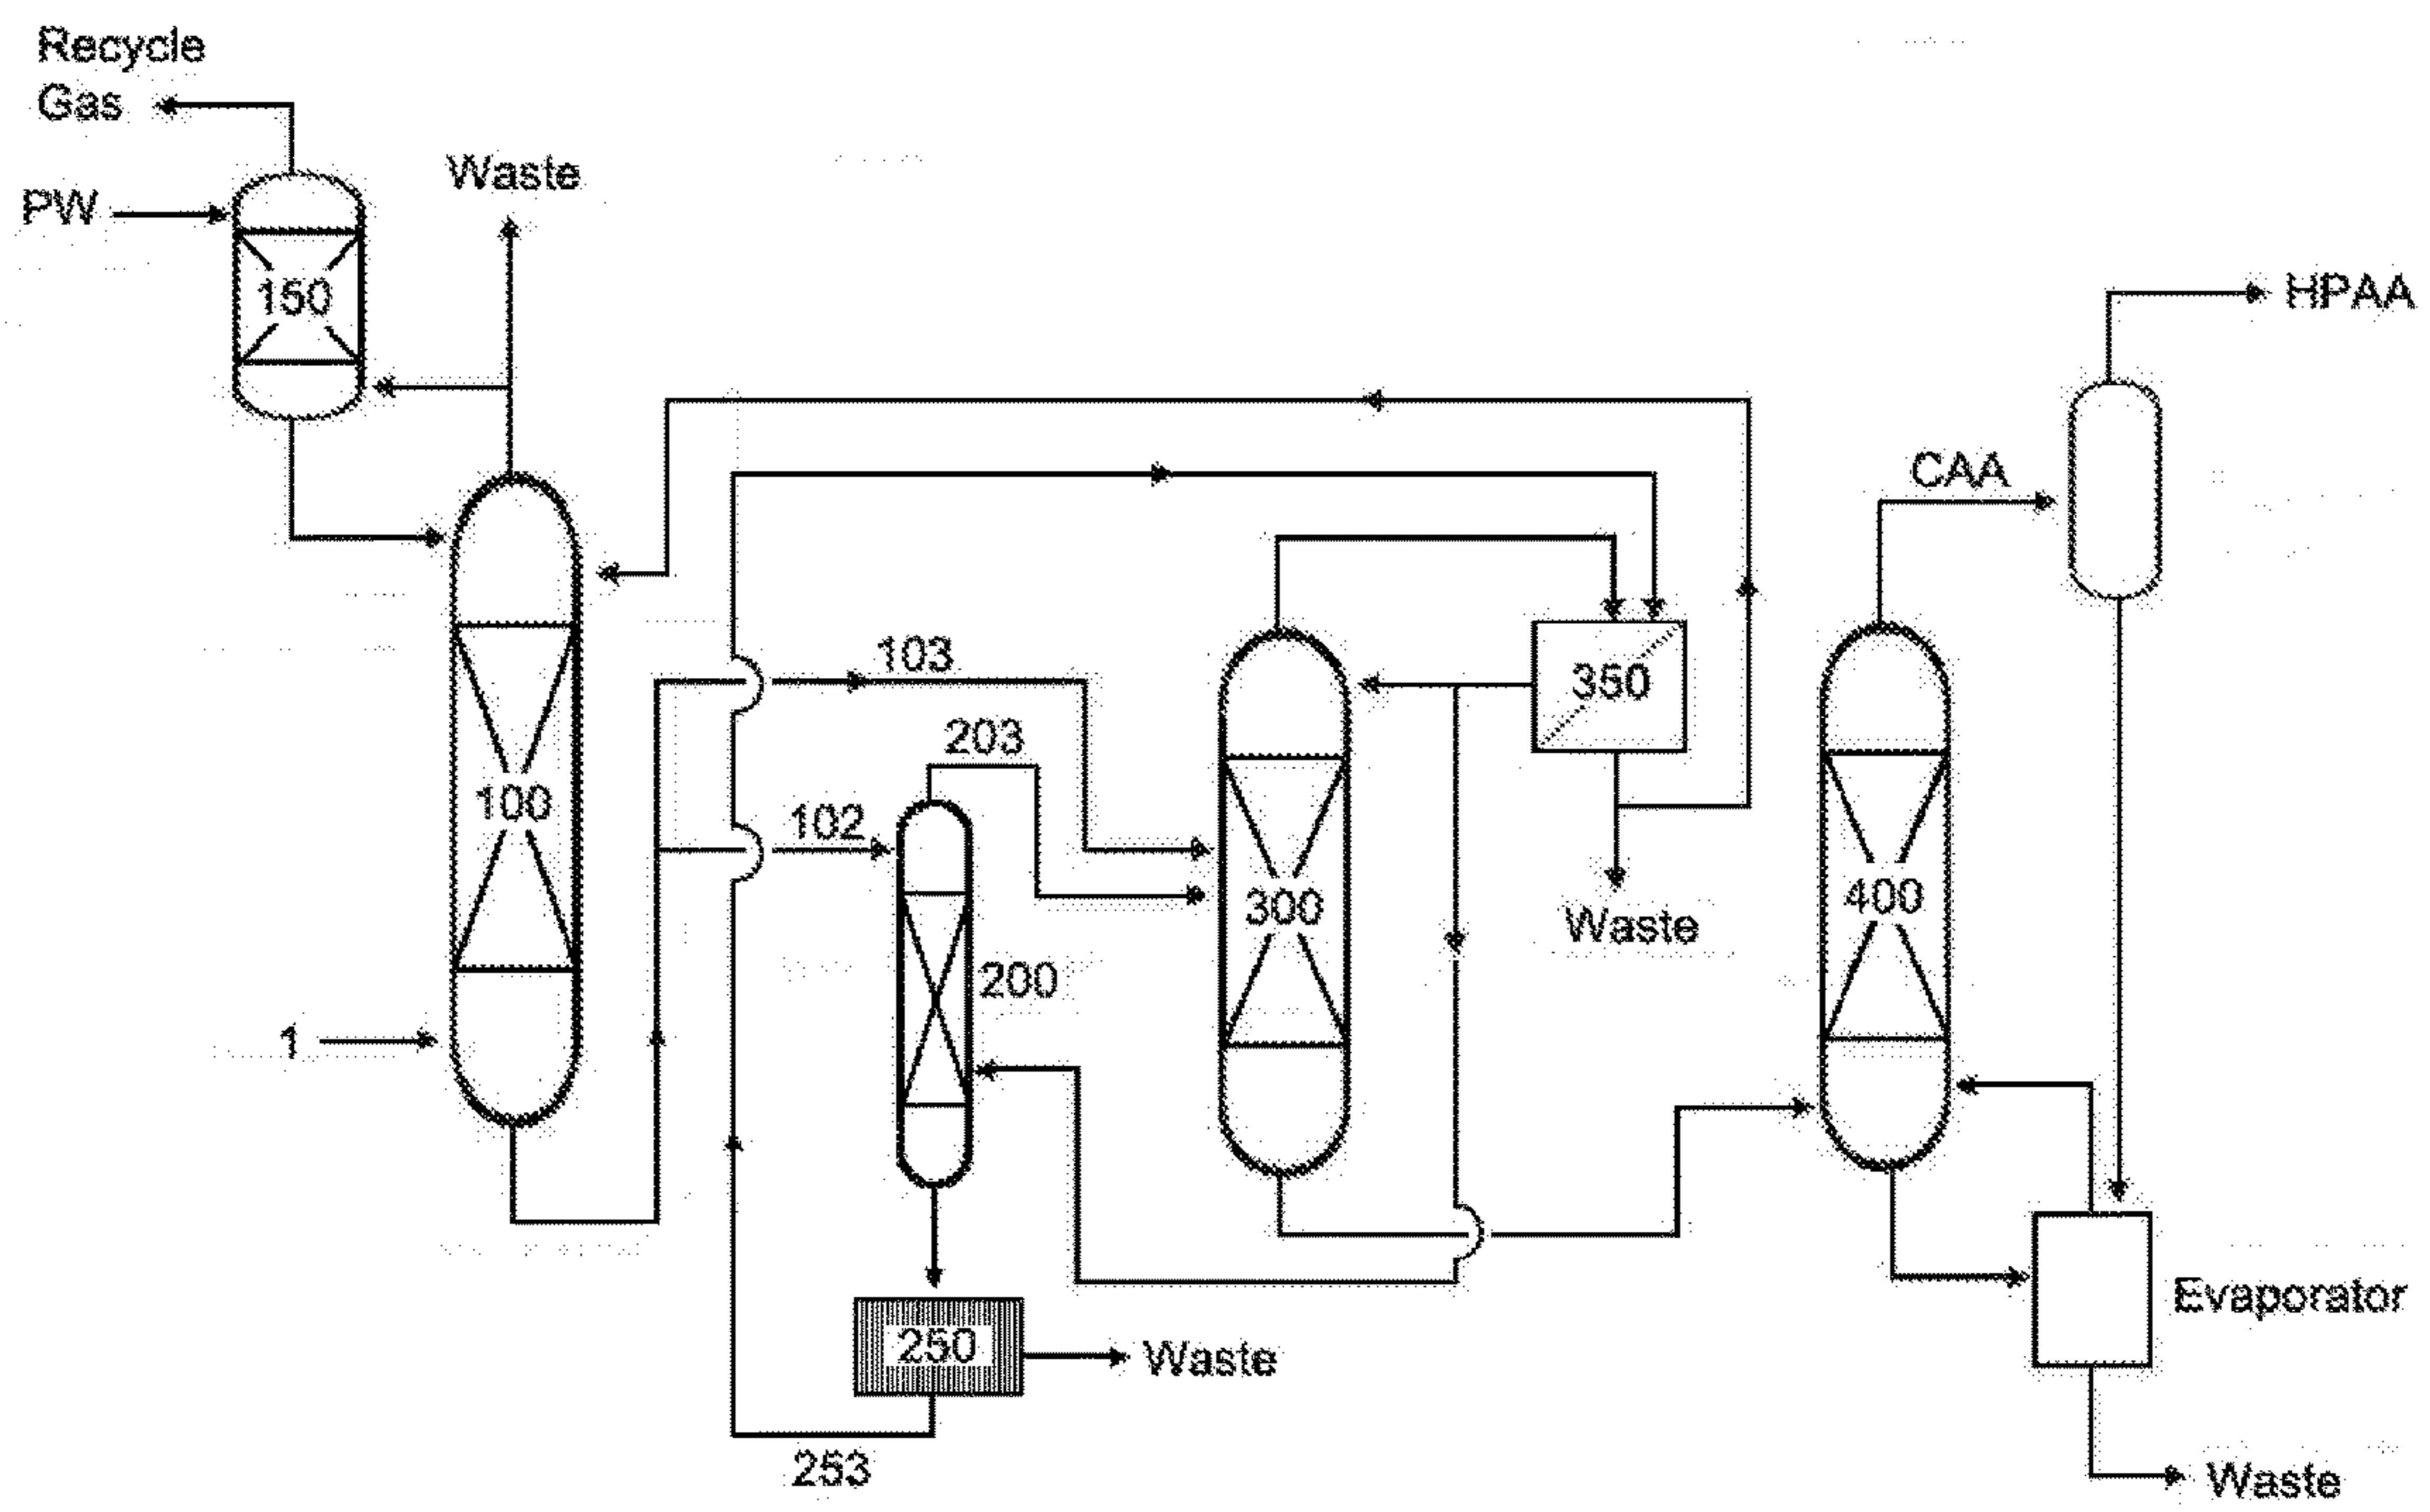 Recycle
Gas
PW
Waste
150
HPAA
CAA
103
350
203
102
100
300
400
Waste
200
1
250
Waste
Evaporator
253
Waste